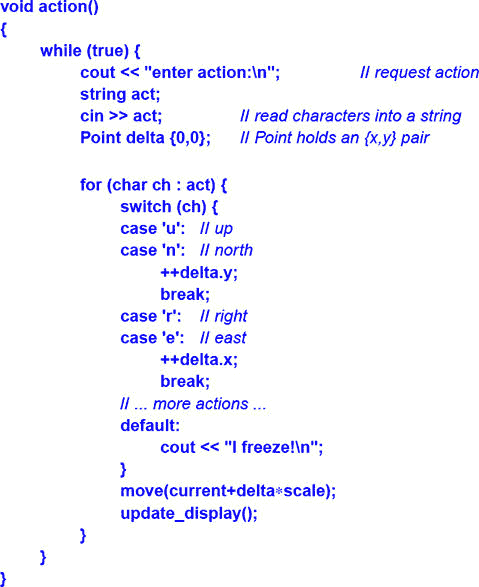 void action()
{
while (true) {
cout << "enter action:\n"; // request action
string act;
cin >> act; // read characters into a string
Point delta {0,0}; // Point holds an {x,y} pair
for (char ch : act) {
switch (ch) {
case 'u': // up
case 'n': // north
++delta.y;
break;
case 'r': // right
case 'e': // east
++delta.x;
break;
// ... more actions ...
default:
cout << "I freeze!\n";
}
move(current+delta*scale);
update_display();
}
}
}